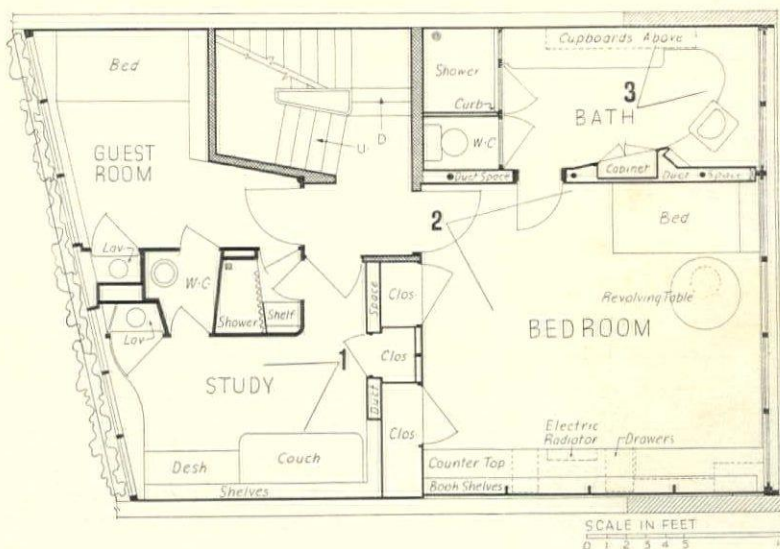 Bed
GUEST
ROOM
Lav
W·C
Lav
Shower
Shelf
U
D
Shower
Curb
W·C
Duct Space
Cupboards Above
3
BATH
Cabinet
Duct Space
2
Bed
Revolving Table
BEDROOM
Space
Clos
Clos
Duct
Clos
1
STUDY
Desh
Couch
Shelves
Electric
Radiator
Drawers
Counter Top
Book Shelves
SCALE IN FEET
0 1 2 3 4 5